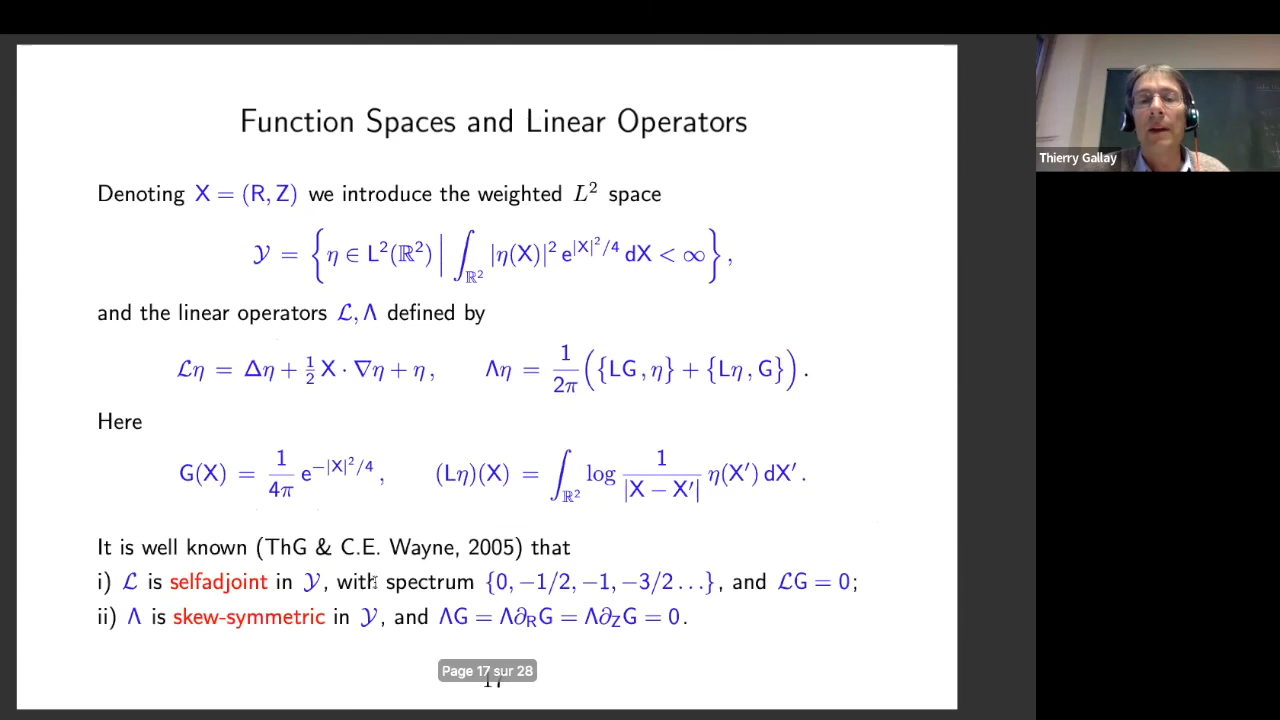 Function Spaces and Linear Operators
Denoting X = (R, Z) we introduce the weighted L² space
𝒴 = { η ∈ L²(ℝ²) | ∫_{ℝ²} |η(X)|² e^{|X|²/4} dX < ∞ } ,
and the linear operators ℒ, Λ defined by
ℒη = Δη + ½ X · ∇η + η , Λη = 1/2π ( {LG , η} + {Lη , G} ) .
Here
G(X) = 1/4π e^{−|X|²/4} , (Lη)(X) = ∫_{ℝ²} log 1/|X − X′| η(X′) dX′ .
It is well known (ThG & C.E. Wayne, 2005) that
i) ℒ is selfadjoint in 𝒴, with spectrum {0, −1/2, −1, −3/2 . . .} , and ℒG = 0;
ii) Λ is skew-symmetric in 𝒴, and ΛG = Λ∂_R G = Λ∂_Z G = 0 .
Page 17 sur 28
17
Thierry Gallay